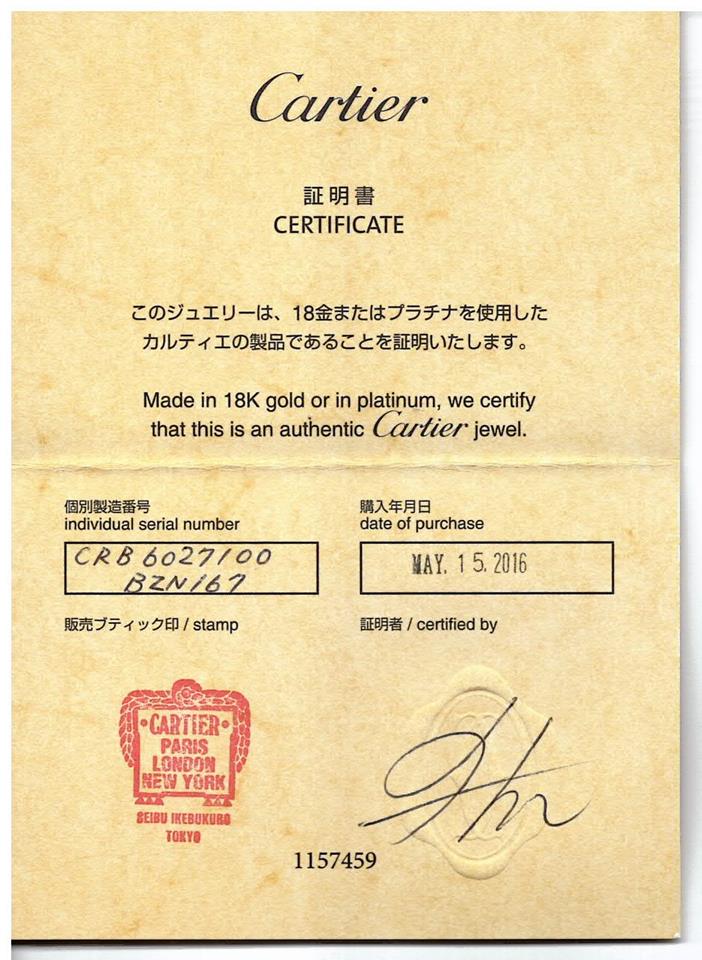 Cartier
証明書
CERTIFICATE
このジュエリーは、18金またはプラチナを使用した
カルティエの製品であることを証明いたします。
Made in 18K gold or in platinum, we certify
that this is an authentic Cartier jewel.
個別製造番号
individual serial number
CRB6027100
BZN167
購入年月日
date of purchase
MAY. 15. 2016
販売ブティック印 / stamp
証明者 / certified by
CARTIER
PARIS
LONDON
NEW YORK
SEIBU IKEBUKURO
TOKYO
1157459